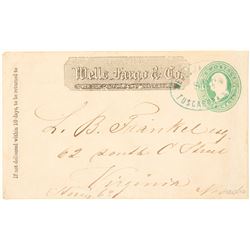 If not delivered within 10 days, to be returned to
Wells, Fargo & Co.
TUSCARO
L. B. Frankel esq
62 South C Street
Virginia
Nevada